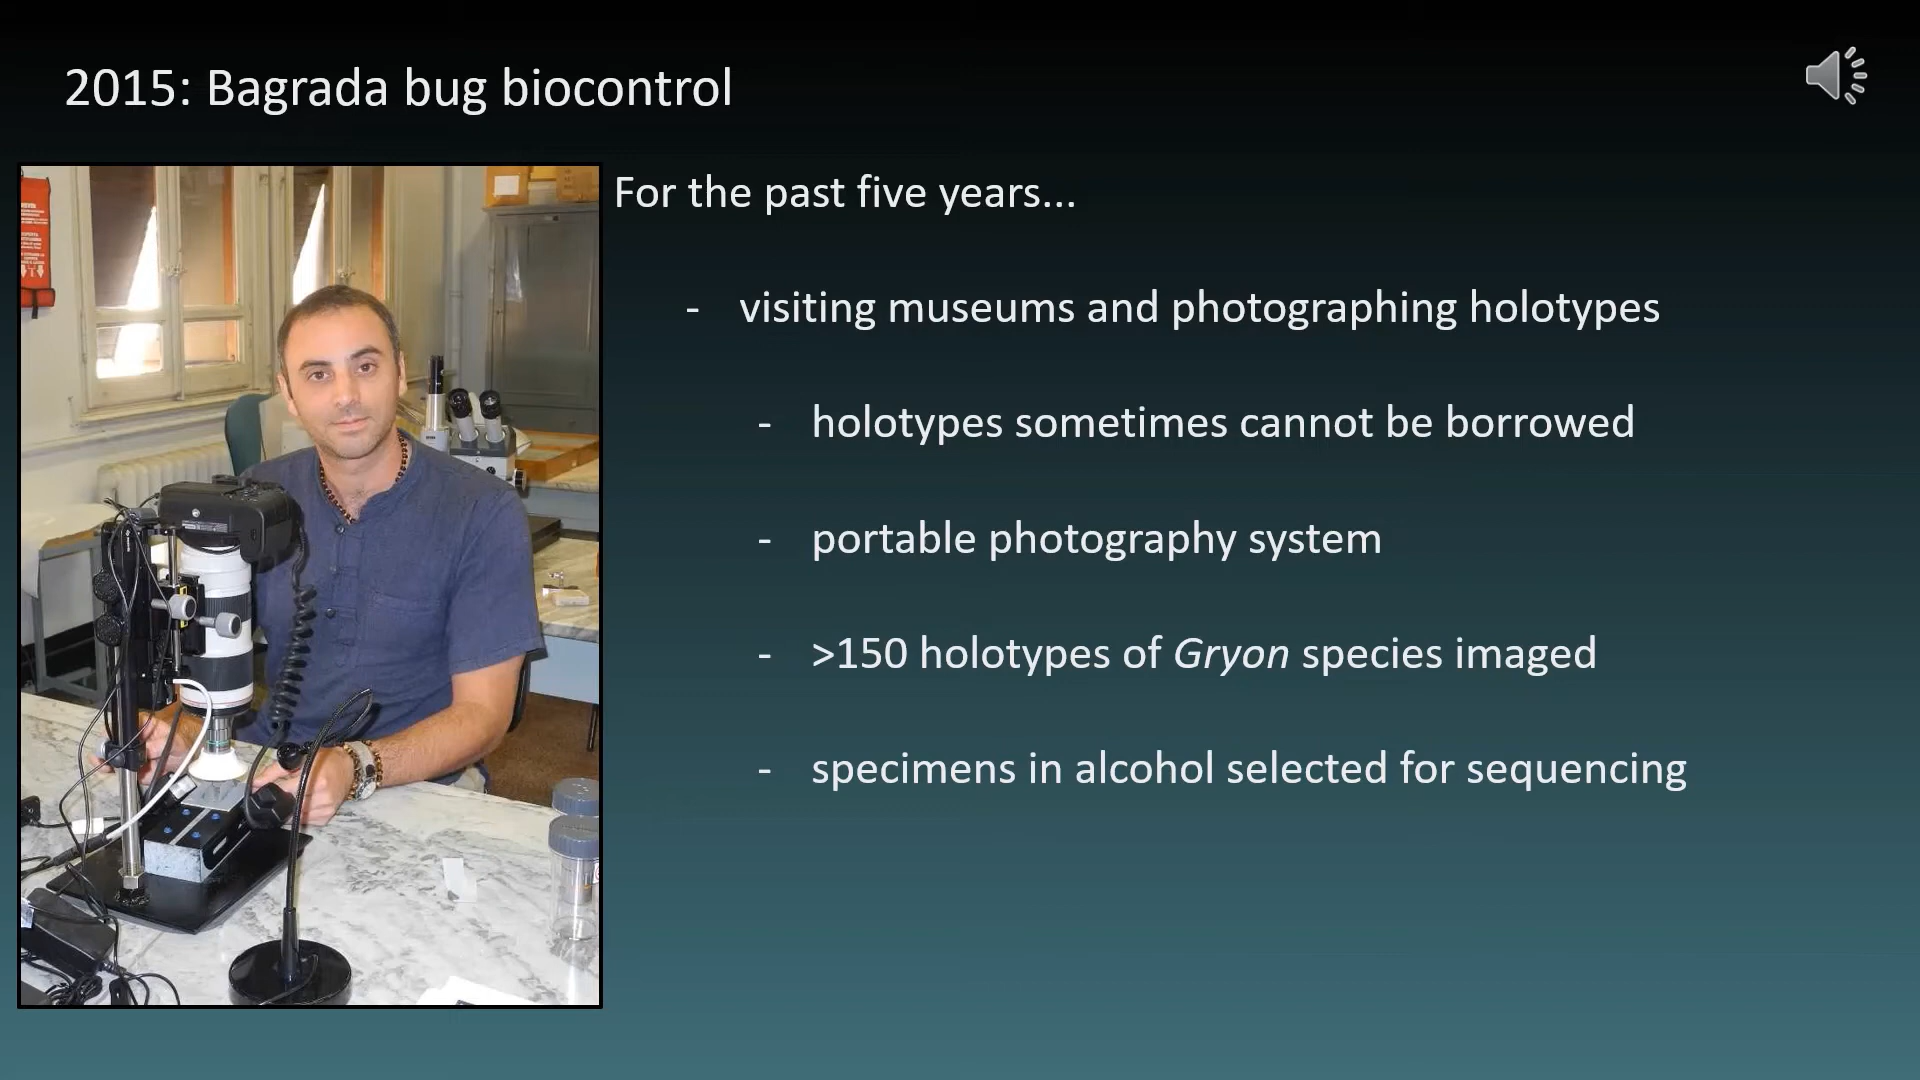 2015: Bagrada bug biocontrol
For the past five years...
- visiting museums and photographing holotypes
- holotypes sometimes cannot be borrowed
- portable photography system
- >150 holotypes of Gryon species imaged
- specimens in alcohol selected for sequencing